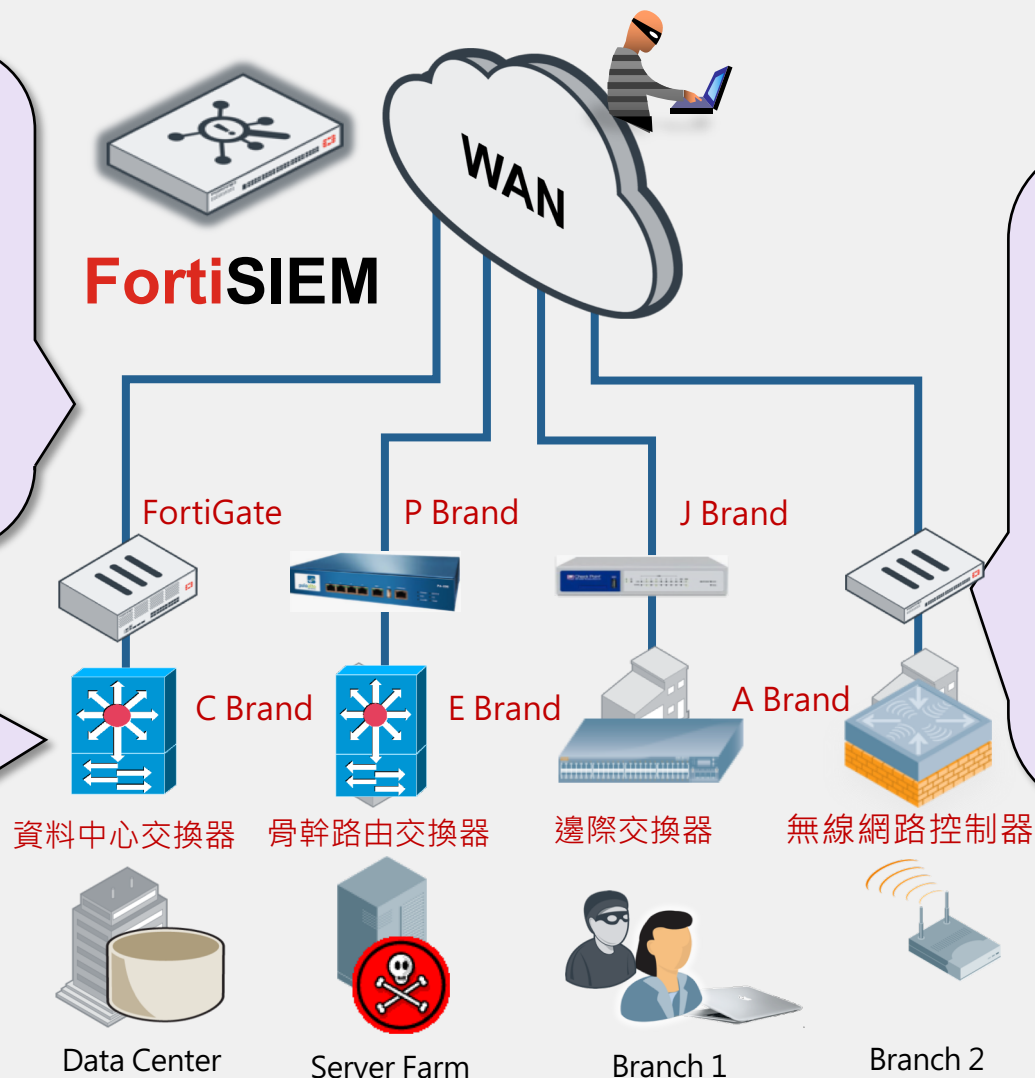 WAN
FortiSIEM
FortiGate
P Brand
J Brand
Check Point
C Brand
E Brand
A Brand
資料中心交換器
骨幹路由交換器
邊際交換器
無線網路控制器
Data Center
Server Farm
Branch 1
Branch 2